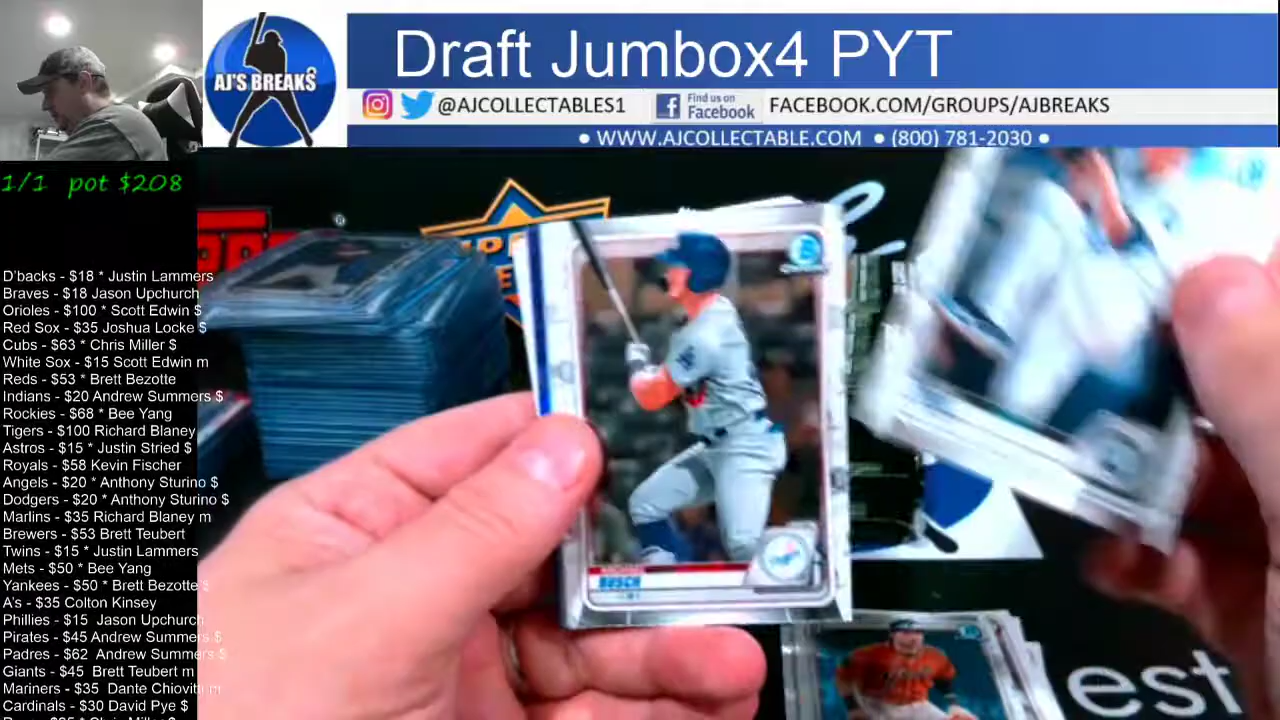 Draft Jumbox4 PYT
AJ'S BREAKS
@AJCOLLECTABLES1
Find us on
Facebook
FACEBOOK.COM/GROUPS/AJBREAKS
• WWW.AJCOLLECTABLE.COM • (800) 781-2030 •
1/1 pot $208
D'backs - $18 * Justin Lammers
Braves - $18 Jason Upchurch
Orioles - $100 * Scott Edwin $
Red Sox - $35 Joshua Locke $
Cubs - $63 * Chris Miller $
White Sox - $15 Scott Edwin m
Reds - $53 * Brett Bezotte
Indians - $20 Andrew Summers $
Rockies - $68 * Bee Yang
Tigers - $100 Richard Blaney
Astros - $15 * Justin Stried $
Royals - $58 Kevin Fischer
Angels - $20 * Anthony Sturino $
Dodgers - $20 * Anthony Sturino $
Marlins - $35 Richard Blaney m
Brewers - $53 Brett Teubert
Twins - $15 * Justin Lammers
Mets - $50 * Bee Yang
Yankees - $50 * Brett Bezotte $
A's - $35 Colton Kinsey
Phillies - $15 Jason Upchurch
Pirates - $45 Andrew Summers $
Padres - $62 Andrew Summers $
Giants - $45 Brett Teubert m
Mariners - $35 Dante Chioviti m
Cardinals - $30 David Pye $
BUSCH
est